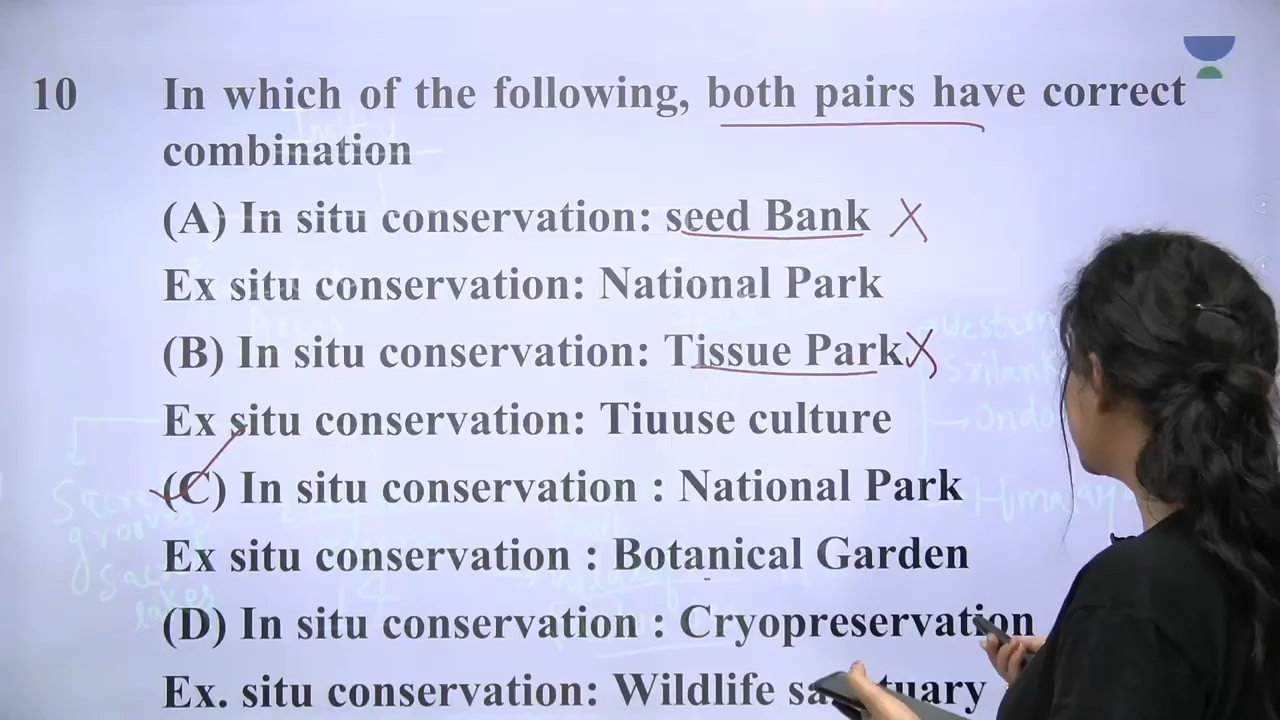 10 In which of the following, both pairs have correct
combination
(A) In situ conservation: seed Bank X
Ex situ conservation: National Park
(B) In situ conservation: Tissue Park X
Ex situ conservation: Tiuuse culture
(C) In situ conservation : National Park
Ex situ conservation : Botanical Garden
(D) In situ conservation : Cryopreservation
Ex. situ conservation: Wildlife